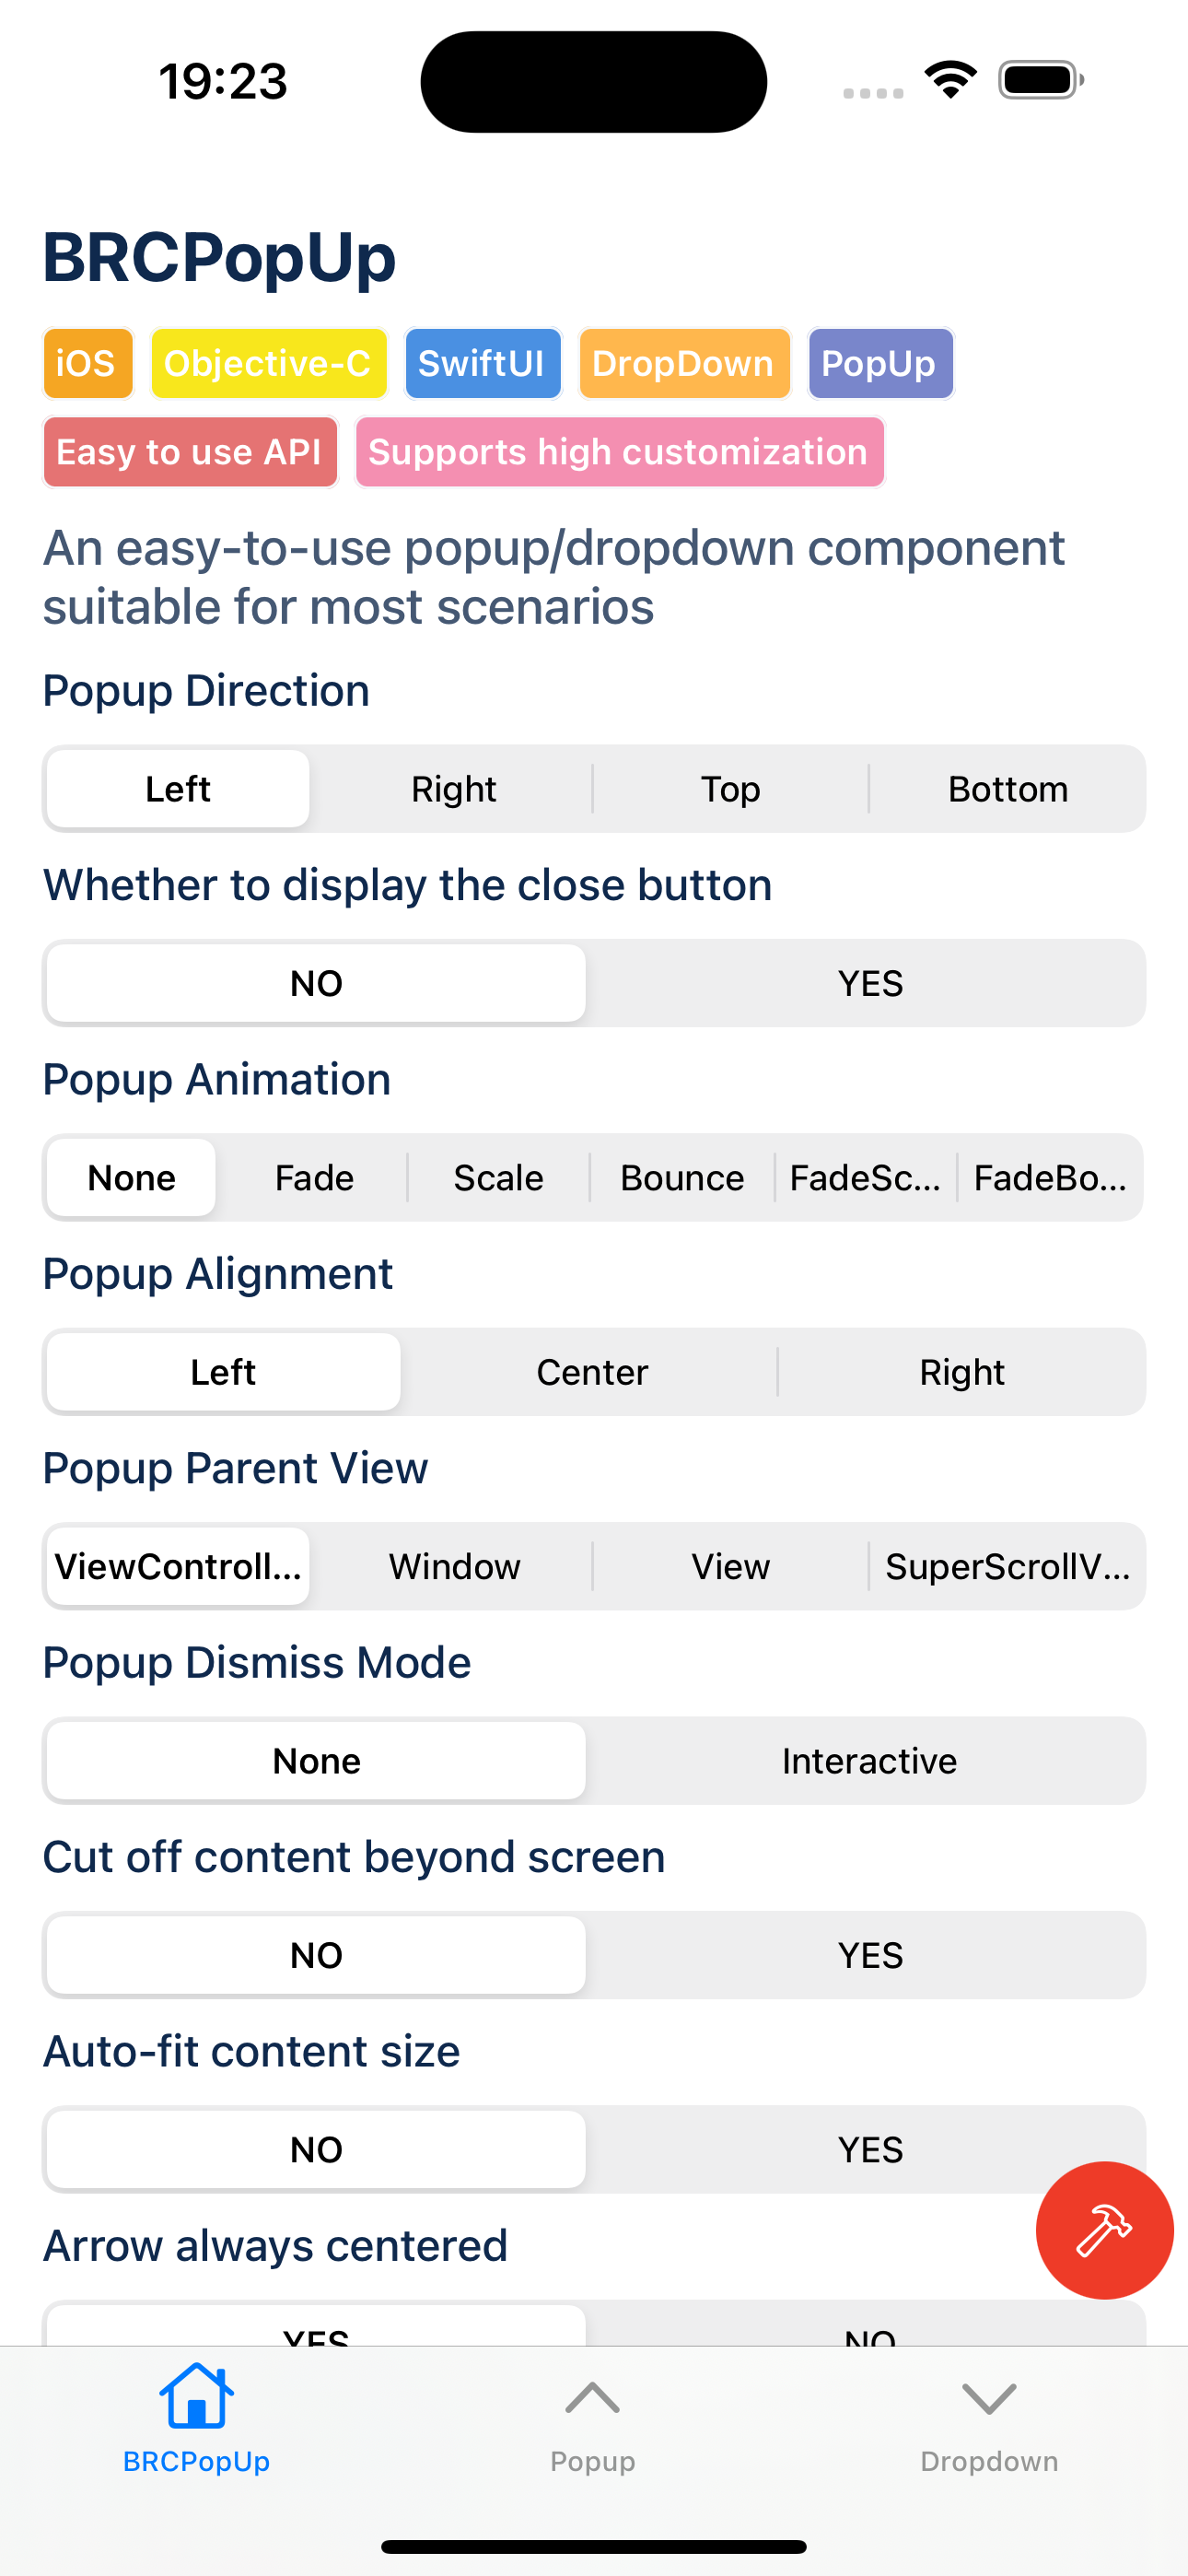 19:23
BRCPopUp
iOS Objective-C SwiftUI DropDown PopUp
Easy to use API Supports high customization
An easy-to-use popup/dropdown component
suitable for most scenarios
Popup Direction
Left Right Top Bottom
Whether to display the close button
NO YES
Popup Animation
None Fade Scale Bounce FadeSc... FadeBo...
Popup Alignment
Left Center Right
Popup Parent View
ViewControll... Window View SuperScrollV...
Popup Dismiss Mode
None Interactive
Cut off content beyond screen
NO YES
Auto-fit content size
NO YES
Arrow always centered
YES NO
BRCPopUp Popup Dropdown